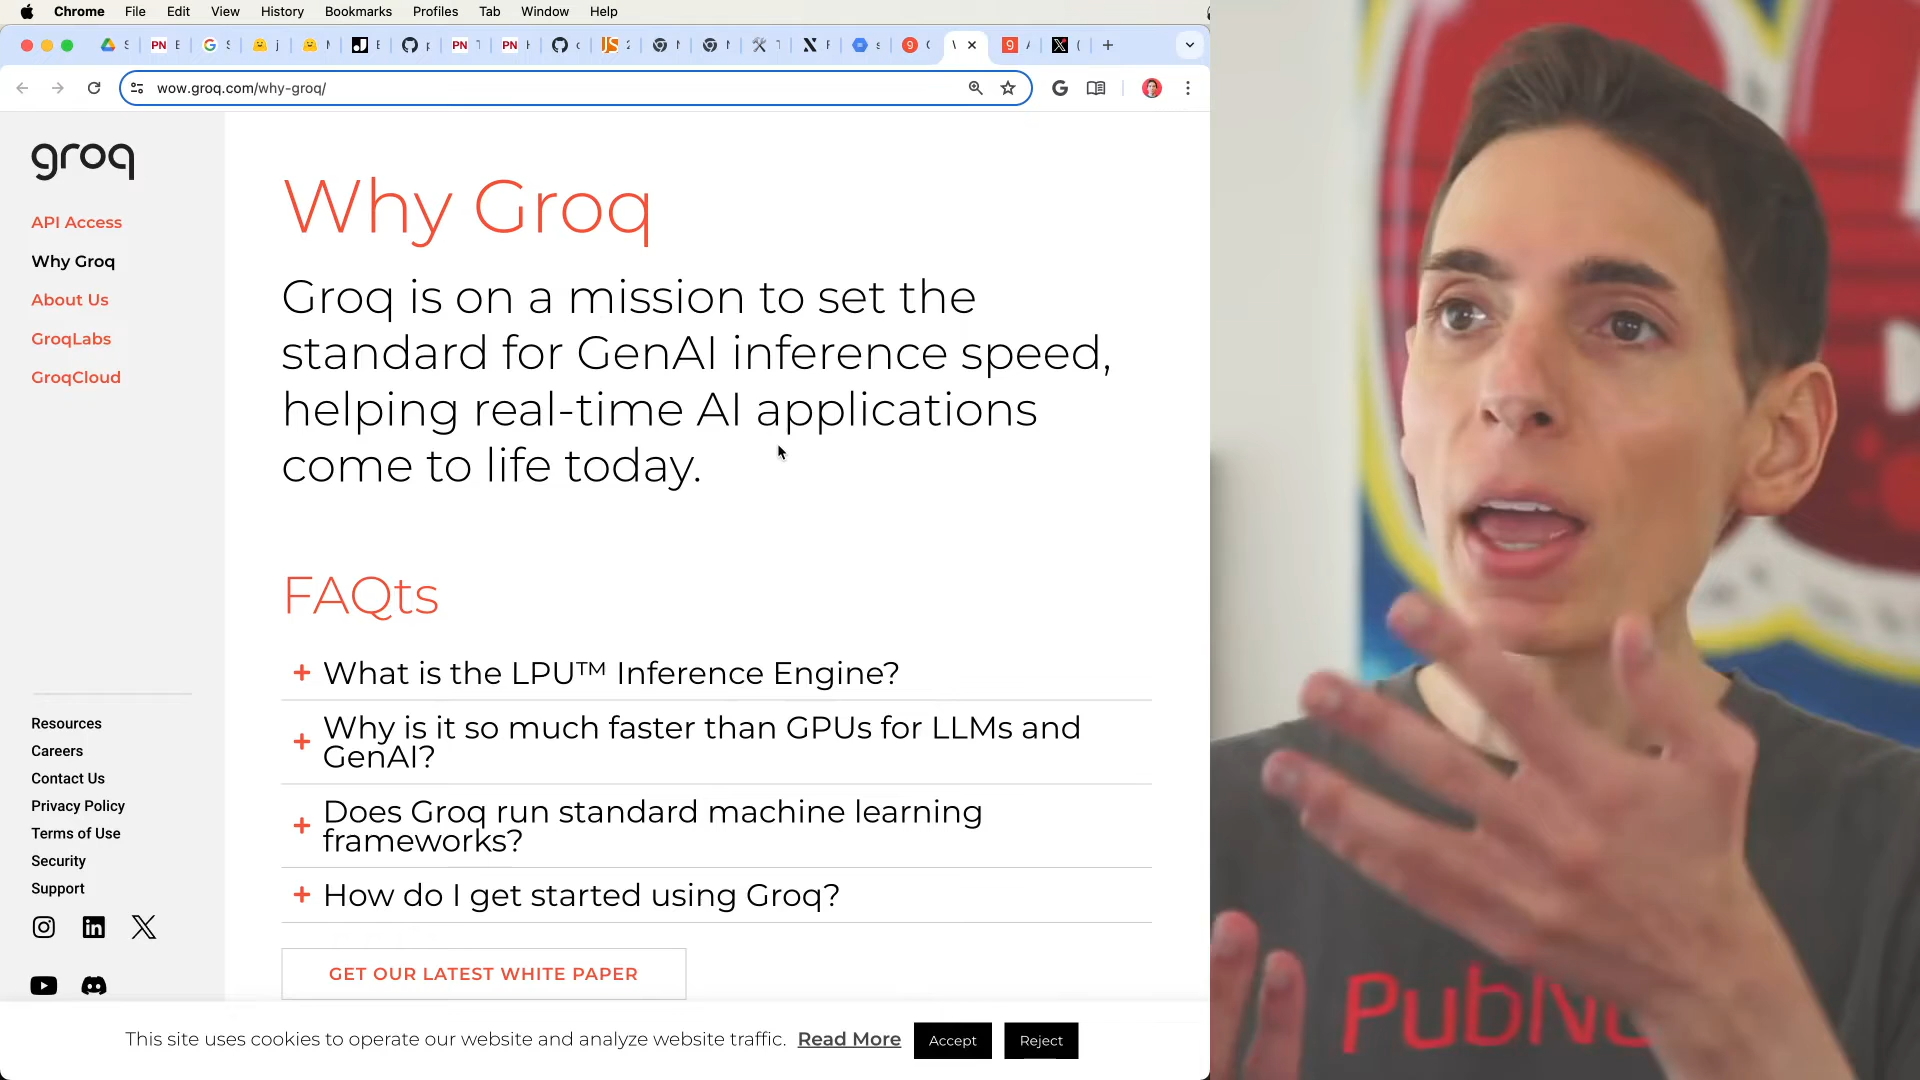 Chrome File Edit View History Bookmarks Profiles Tab Window Help
wow.groq.com/why-groq/
groq
API Access
Why Groq
About Us
GroqLabs
GroqCloud
Resources
Careers
Contact Us
Privacy Policy
Terms of Use
Security
Support
Why Groq
Groq is on a mission to set the
standard for GenAI inference speed,
helping real-time AI applications
come to life today.
FAQts
+ What is the LPU™ Inference Engine?
+ Why is it so much faster than GPUs for LLMs and
GenAI?
+ Does Groq run standard machine learning
frameworks?
+ How do I get started using Groq?
GET OUR LATEST WHITE PAPER
This site uses cookies to operate our website and analyze website traffic. Read More Accept Reject